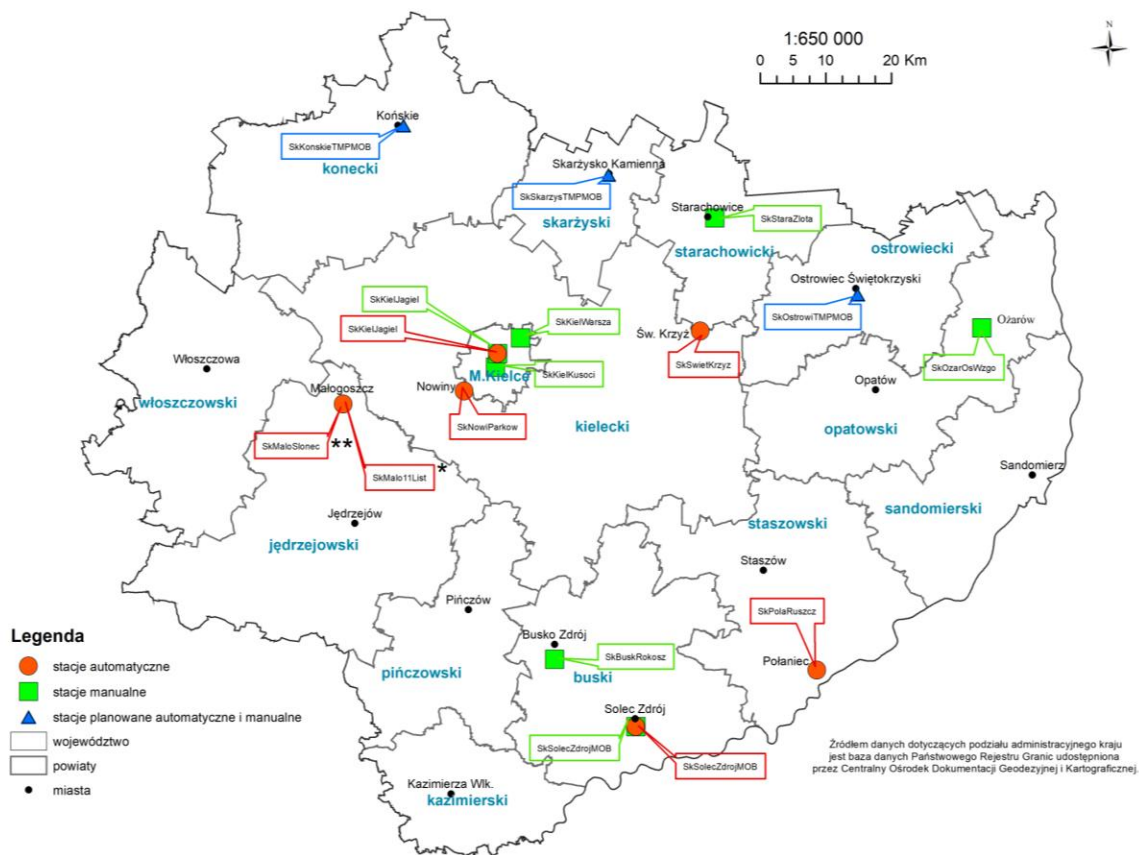 1:650 000
0 5 10 20 Km
N
Końskie
SkKonskieTMPMOB
konecki
Skarżysko Kamienna
SkSkarzysTMPMOB
skarżyski
Starachowice
SkStaraZlota
starachowicki
ostrowiecki
Ostrowiec Świętokrzyski
SkOstrowiTMPMOB
SkKielJagiel
SkKielWarsza
SkKielJagiel
Św. Krzyż
Ożarów
SkKielKusoci
SkSwietKrzyz
SkOzarOsWzgo
Włoszczowa
M.Kielce
Małogoszcz
Nowiny
Opatów
włoszczowski
SkNowiParkow
kielecki
opatowski
SkMaloSlonec
**
SkMalo11List
*
Sandomierz
sandomierski
Jędrzejów
jędrzejowski
staszowski
Staszów
Pińczów
SkPolaRuszcz
Busko Zdrój
SkBuskRokosz
Połaniec
pińczowski
buski
Solec Zdrój
SkSolecZdrojMOB
SkSolecZdrojMOB
Kazimierza Wlk.
kazimierski
Legenda
stacje automatyczne
stacje manualne
stacje planowane automatyczne i manualne
województwo
powiaty
miasta
Źródłem danych dotyczących podziału administracyjnego kraju
jest baza danych Państwowego Rejestru Granic udostępniona
przez Centralny Ośrodek Dokumentacji Geodezyjnej i Kartograficznej.